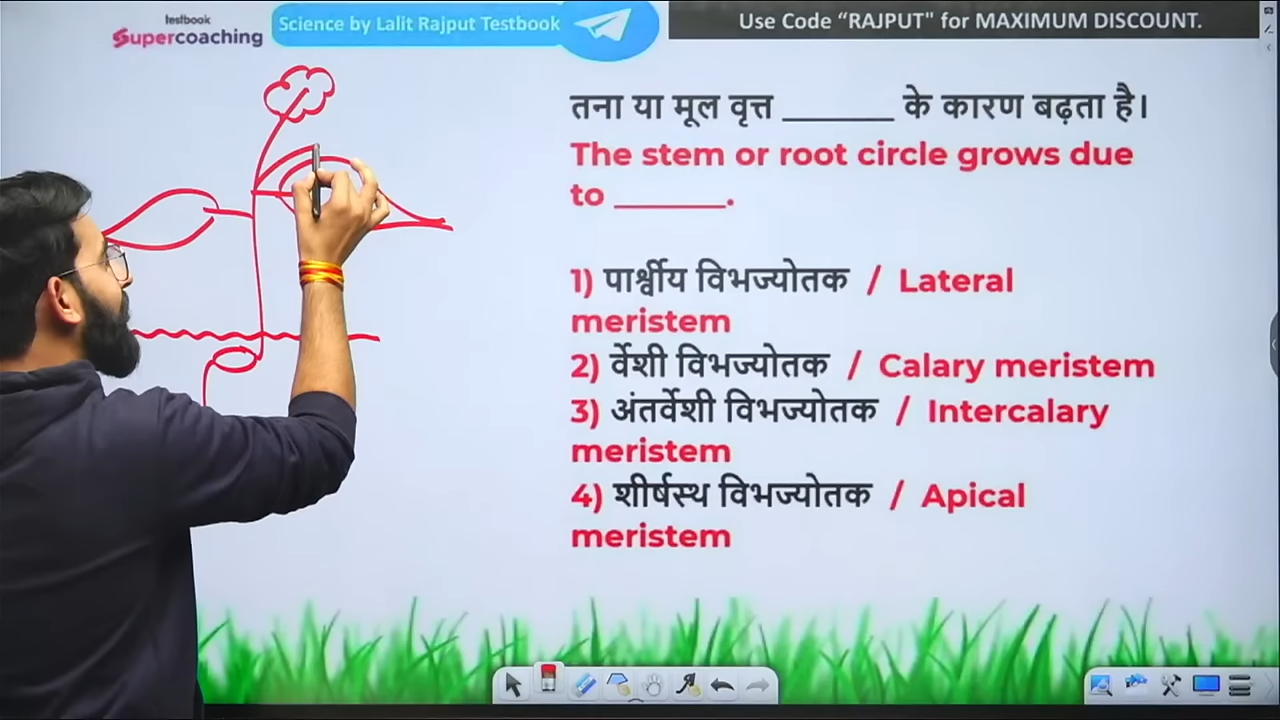 testbook
Supercoaching
Science by Lalit Rajput Testbook
Use Code “RAJPUT" for MAXIMUM DISCOUNT.
तना या मूल वृत्त _______ के कारण बढ़ता है।
The stem or root circle grows due
to _______.
1) पार्श्वीय विभज्योतक / Lateral
meristem
2) र्वेशी विभज्योतक / Calary meristem
3) अंतर्वेशी विभज्योतक / Intercalary
meristem
4) शीर्षस्थ विभज्योतक / Apical
meristem